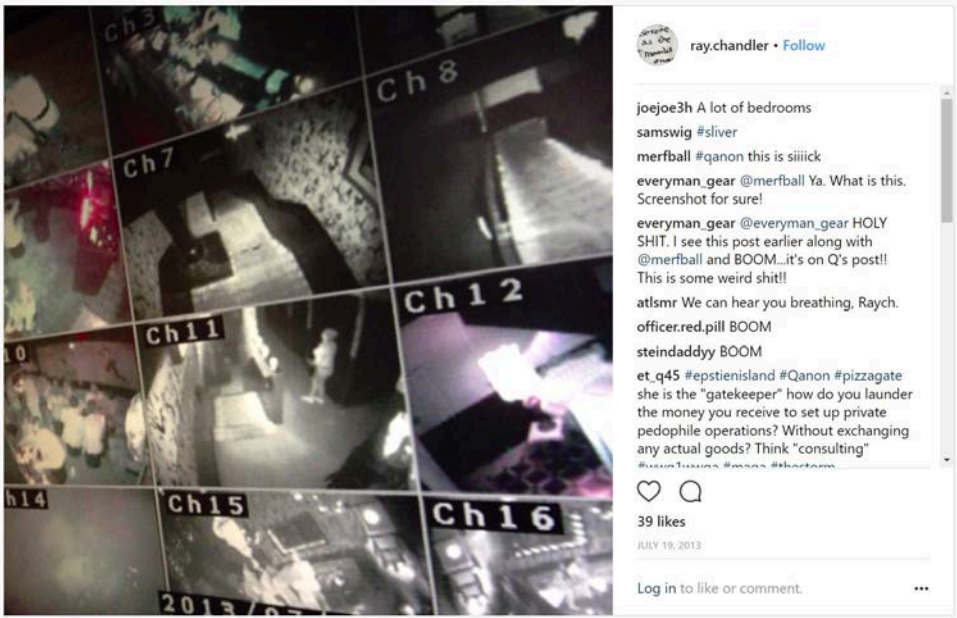 Ch3
Ch8
Ch7
Ch12
Ch11
10
h14
Ch15
Ch16
2013/07/
ray.chandler • Follow
joejoe3h A lot of bedrooms
samswig #sliver
merfball #qanon this is siiiick
everyman_gear @merfball Ya. What is this.
Screenshot for sure!
everyman_gear @everyman_gear HOLY
SHIT. I see this post earlier along with
@merfball and BOOM...it's on Q's post!!
This is some weird shit!!
atlsmr We can hear you breathing, Raych.
officer.red.pill BOOM
steindaddyy BOOM
et_q45 #epstienisland #Qanon #pizzagate
she is the "gatekeeper" how do you launder
the money you receive to set up private
pedophile operations? Without exchanging
any actual goods? Think "consulting"
#wwg1wwga #maga #thestorm
39 likes
JULY 19, 2013
Log in to like or comment.